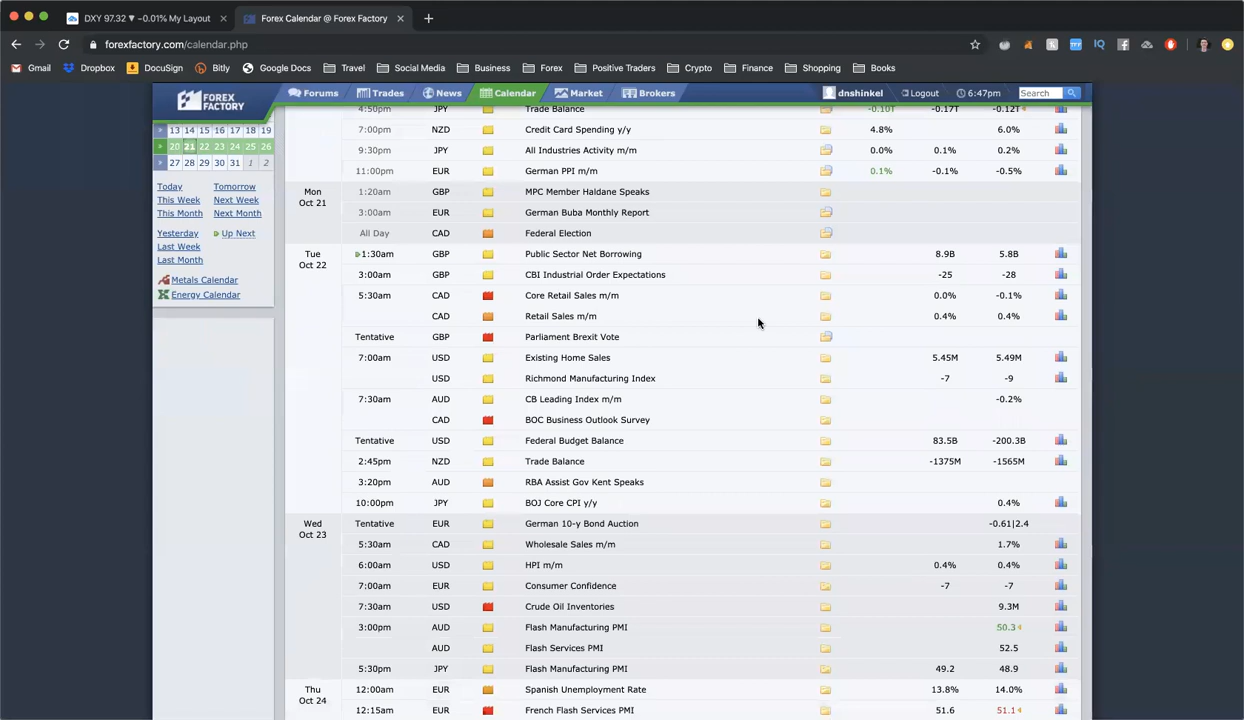 DXY 97.32 ▼ −0.01% My Layout
Forex Calendar @ Forex Factory
forexfactory.com/calendar.php
Gmail Dropbox DocuSign Bitly Google Docs Travel Social Media Business Forex Positive Traders Crypto Finance Shopping Books
FOREX FACTORY Forums Trades News Calendar Market Brokers dnshinkel Logout 6:47pm Search
13 14 15 16 17 18 19
20 21 22 23 24 25 26
27 28 29 30 31 1 2
Today Tomorrow
This Week Next Week
This Month Next Month
Yesterday Up Next
Last Week
Last Month
Metals Calendar
Energy Calendar
4:50pm JPY Trade Balance -0.10T -0.17T -0.12T
7:00pm NZD Credit Card Spending y/y 4.8% 6.0%
9:30pm JPY All Industries Activity m/m 0.0% 0.1% 0.2%
11:00pm EUR German PPI m/m 0.1% -0.1% -0.5%
Mon Oct 21 1:20am GBP MPC Member Haldane Speaks
3:00am EUR German Buba Monthly Report
All Day CAD Federal Election
Tue Oct 22 1:30am GBP Public Sector Net Borrowing 8.9B 5.8B
3:00am GBP CBI Industrial Order Expectations -25 -28
5:30am CAD Core Retail Sales m/m 0.0% -0.1%
CAD Retail Sales m/m 0.4% 0.4%
Tentative GBP Parliament Brexit Vote
7:00am USD Existing Home Sales 5.45M 5.49M
USD Richmond Manufacturing Index -7 -9
7:30am AUD CB Leading Index m/m -0.2%
CAD BOC Business Outlook Survey
Tentative USD Federal Budget Balance 83.5B -200.3B
2:45pm NZD Trade Balance -1375M -1565M
3:20pm AUD RBA Assist Gov Kent Speaks
10:00pm JPY BOJ Core CPI y/y 0.4%
Wed Oct 23 Tentative EUR German 10-y Bond Auction -0.61|2.4
5:30am CAD Wholesale Sales m/m 1.7%
6:00am USD HPI m/m 0.4% 0.4%
7:00am EUR Consumer Confidence -7 -7
7:30am USD Crude Oil Inventories 9.3M
3:00pm AUD Flash Manufacturing PMI 50.3
AUD Flash Services PMI 52.5
5:30pm JPY Flash Manufacturing PMI 49.2 48.9
Thu Oct 24 12:00am EUR Spanish Unemployment Rate 13.8% 14.0%
12:15am EUR French Flash Services PMI 51.6 51.1